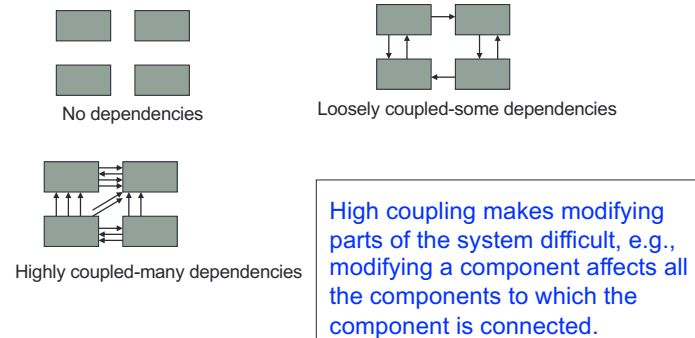 No dependencies
Loosely coupled-some dependencies
Highly coupled-many dependencies
High coupling makes modifying
parts of the system difficult, e.g.,
modifying a component affects all
the components to which the
component is connected.